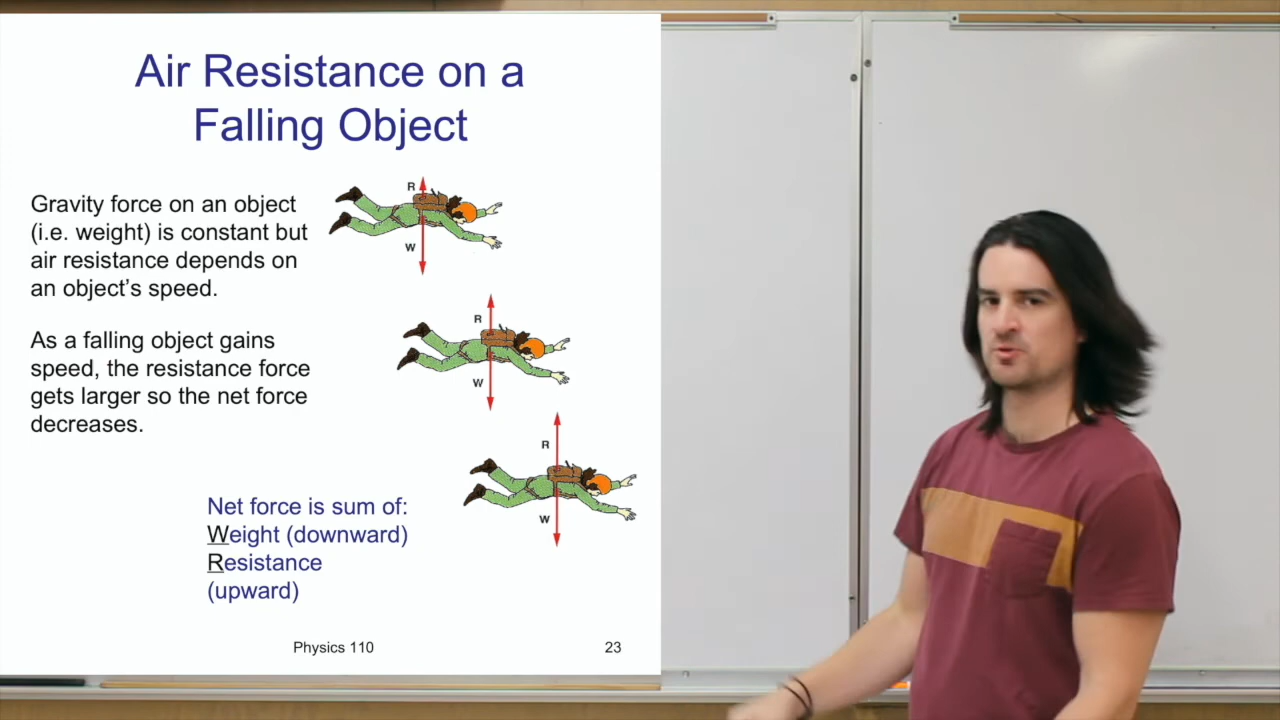 Air Resistance on a
Falling Object
Gravity force on an object
(i.e. weight) is constant but
air resistance depends on
an object's speed.
As a falling object gains
speed, the resistance force
gets larger so the net force
decreases.
R
W
R
W
R
W
Net force is sum of:
Weight (downward)
Resistance
(upward)
Physics 110
23